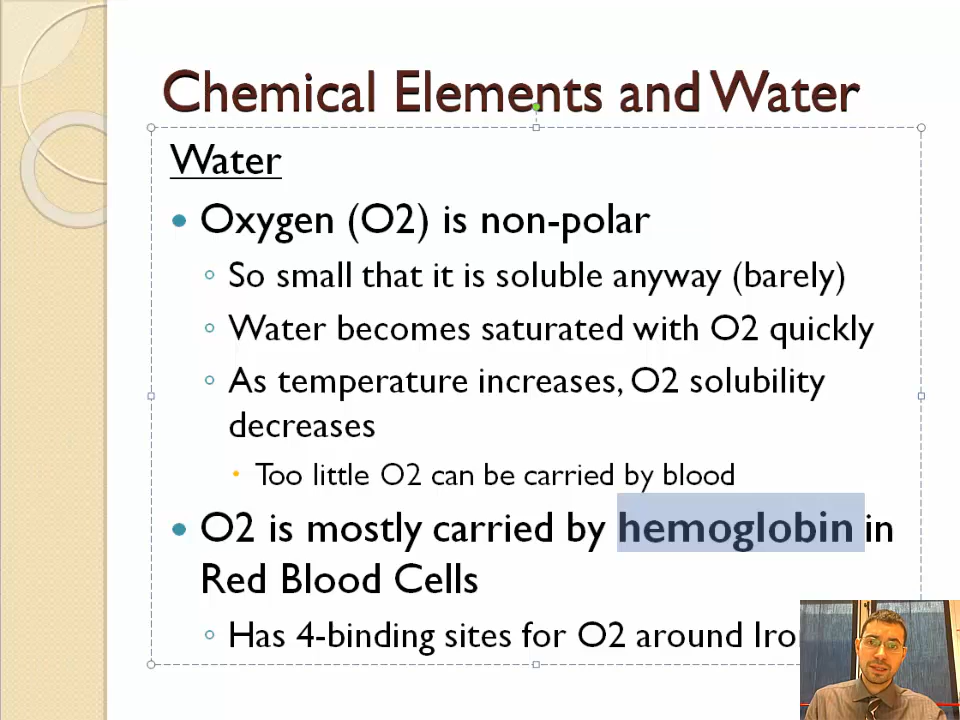 Chemical Elements and Water
Water
Oxygen (O2) is non-polar
So small that it is soluble anyway (barely)
Water becomes saturated with O2 quickly
As temperature increases, O2 solubility
decreases
Too little O2 can be carried by blood
O2 is mostly carried by hemoglobin in
Red Blood Cells
Has 4-binding sites for O2 around